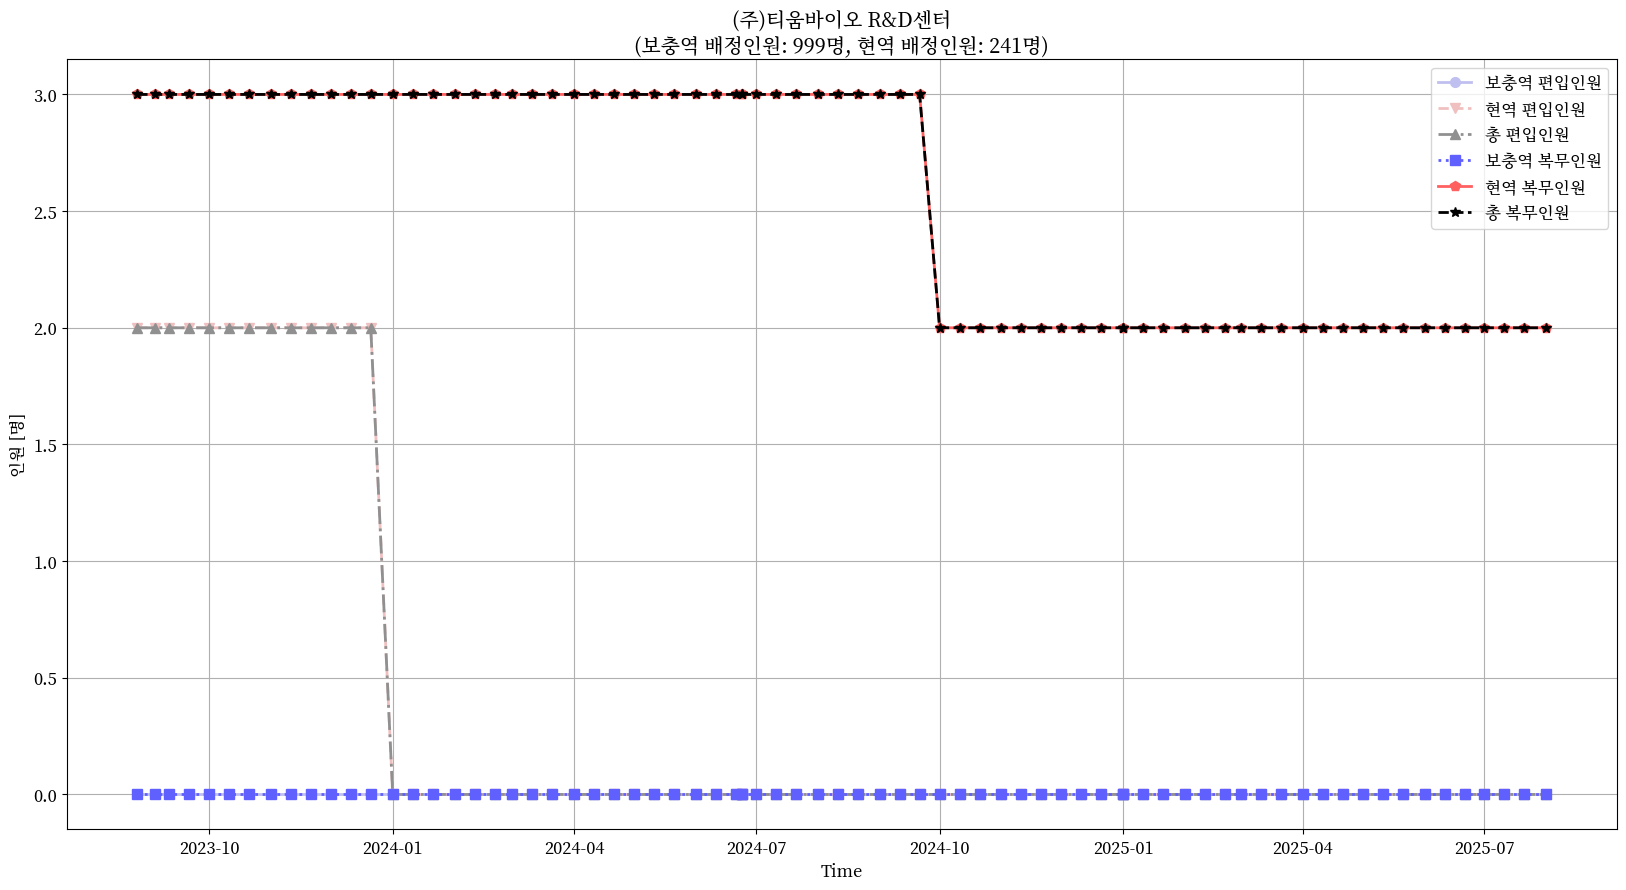 (주)티움바이오 R&D센터
(보충역 배정인원: 999명, 현역 배정인원: 241명)
보충역 편입인원
현역 편입인원
총 편입인원
보충역 복무인원
현역 복무인원
총 복무인원
3.0
2.5
2.0
1.5
1.0
0.5
0.0
인원 [명]
2023-10
2024-01
2024-04
2024-07
2024-10
2025-01
2025-04
2025-07
Time